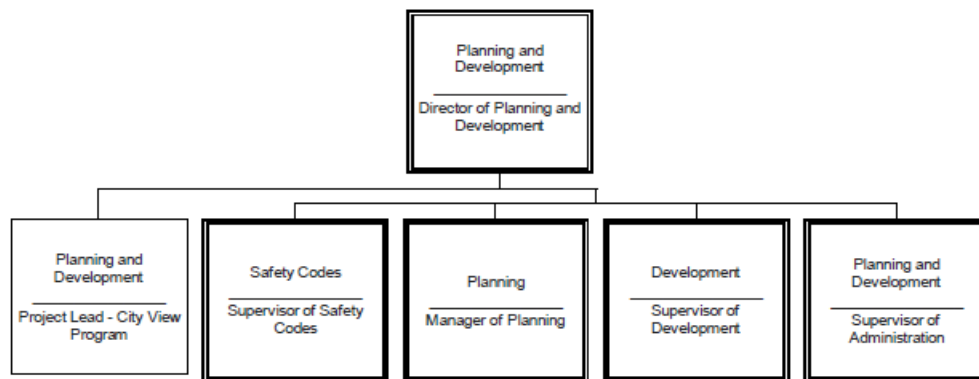 Planning and
Development
Director of Planning and
Development
Planning and
Development
Project Lead - City View
Program
Safety Codes
Supervisor of Safety
Codes
Planning
Manager of Planning
Development
Supervisor of
Development
Planning and
Development
Supervisor of
Administration